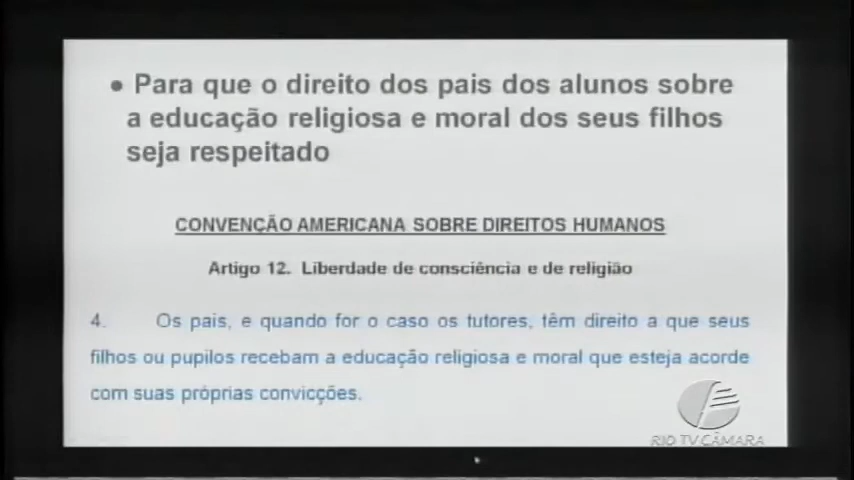 ● Para que o direito dos pais dos alunos sobre
a educação religiosa e moral dos seus filhos
seja respeitado
CONVENÇÃO AMERICANA SOBRE DIREITOS HUMANOS
Artigo 12. Liberdade de consciência e de religião
4. Os pais, e quando for o caso os tutores, têm direito a que seus
filhos ou pupilos recebam a educação religiosa e moral que esteja acorde
com suas próprias convicções.
RIO TV CÂMARA